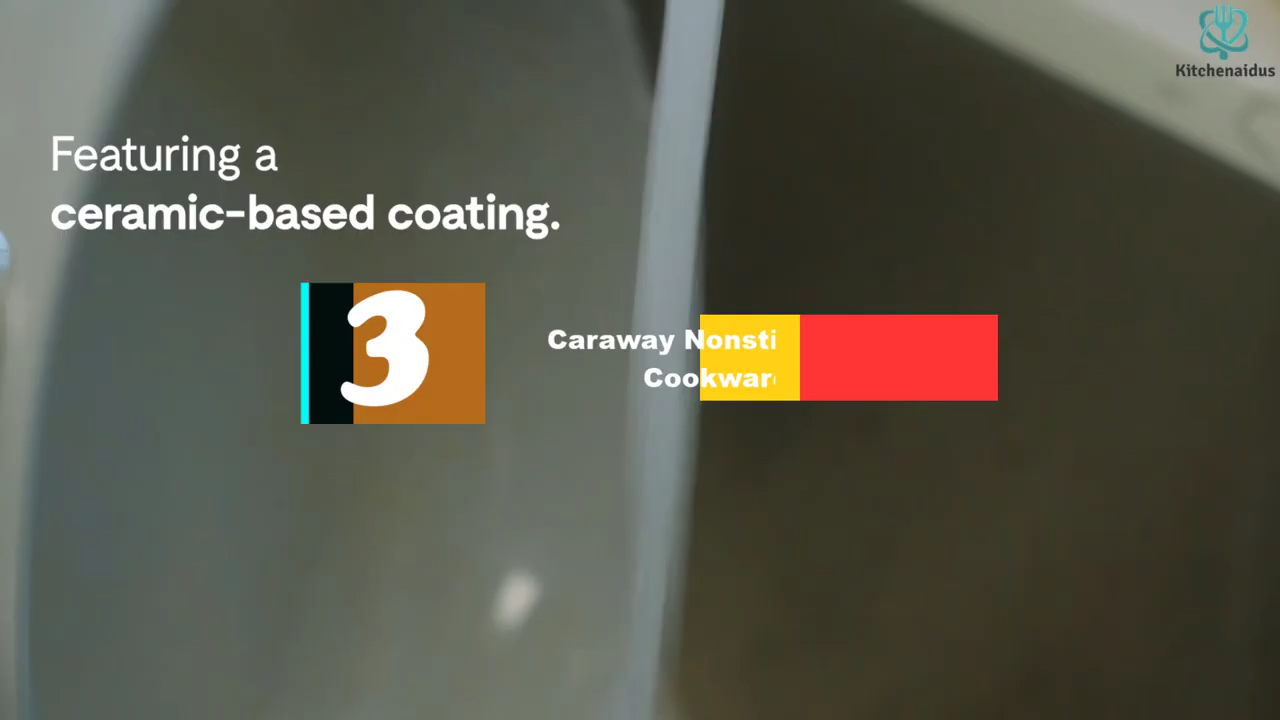 Kitchenaidus
Featuring a
ceramic-based coating.
3
Caraway Nonsti
Cookwar